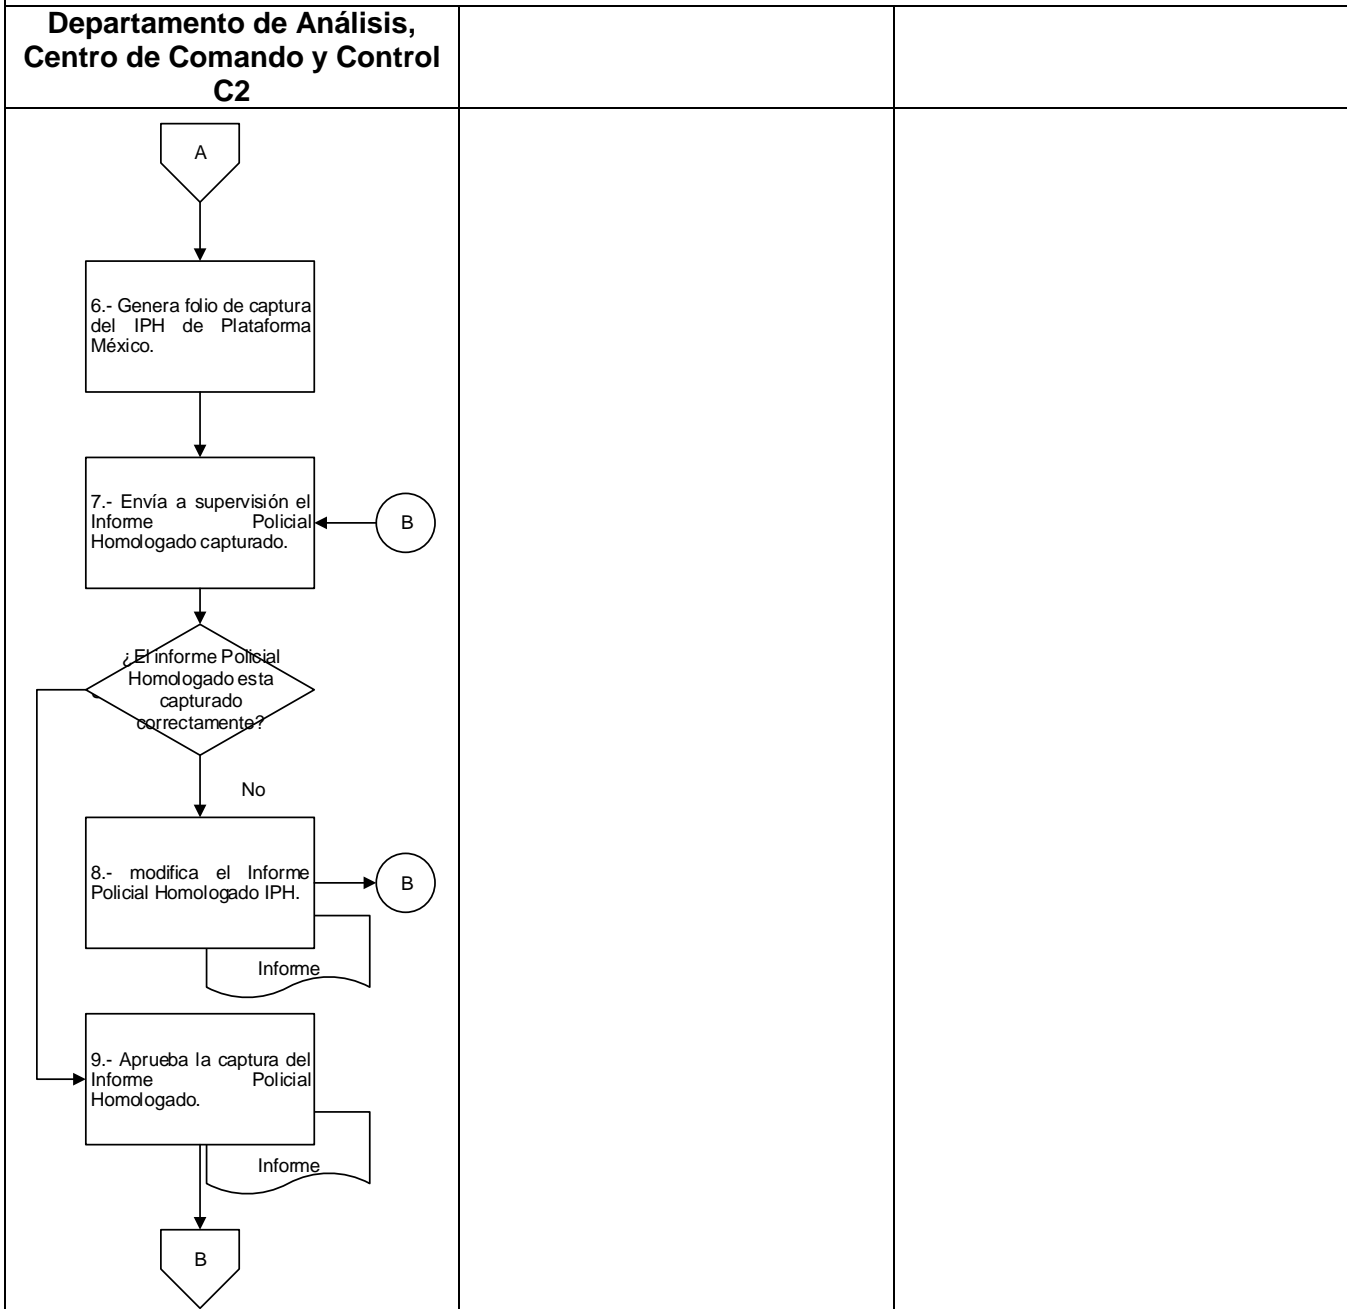 Departamento de Análisis,
Centro de Comando y Control
C2
A
6.- Genera folio de captura
del IPH de Plataforma
México.
7.- Envía a supervisión el
Informe Policial
Homologado capturado.
B
¿El informe Policial
Homologado esta
capturado
correctamente?
No
8.- modifica el Informe
Policial Homologado IPH.
B
Informe
9.- Aprueba la captura del
Informe Policial
Homologado.
Informe
B